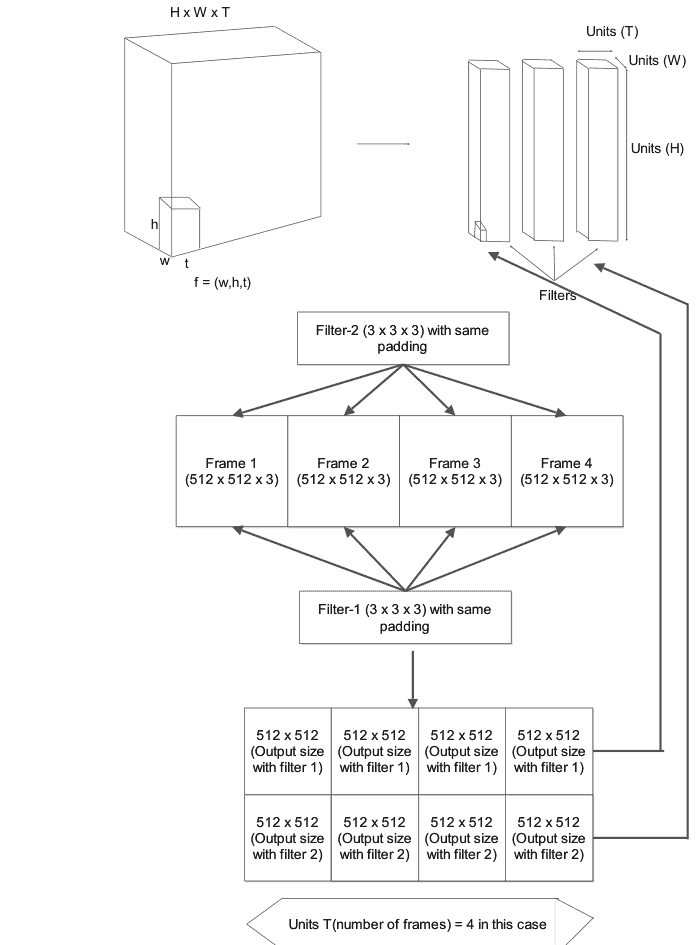 H x W x T
Units (T)
Units (W)
Units (H)
h
w
t
f = (w,h,t)
Filters
Filter-2 (3 x 3 x 3) with same
padding
Frame 1
(512 x 512 x 3)
Frame 2
(512 x 512 x 3)
Frame 3
(512 x 512 x 3)
Frame 4
(512 x 512 x 3)
Filter-1 (3 x 3 x 3) with same
padding
512 x 512
(Output size
with filter 1)
512 x 512
(Output size
with filter 1)
512 x 512
(Output size
with filter 1)
512 x 512
(Output size
with filter 1)
512 x 512
(Output size
with filter 2)
512 x 512
(Output size
with filter 2)
512 x 512
(Output size
with filter 2)
512 x 512
(Output size
with filter 2)
Units T(number of frames) = 4 in this case